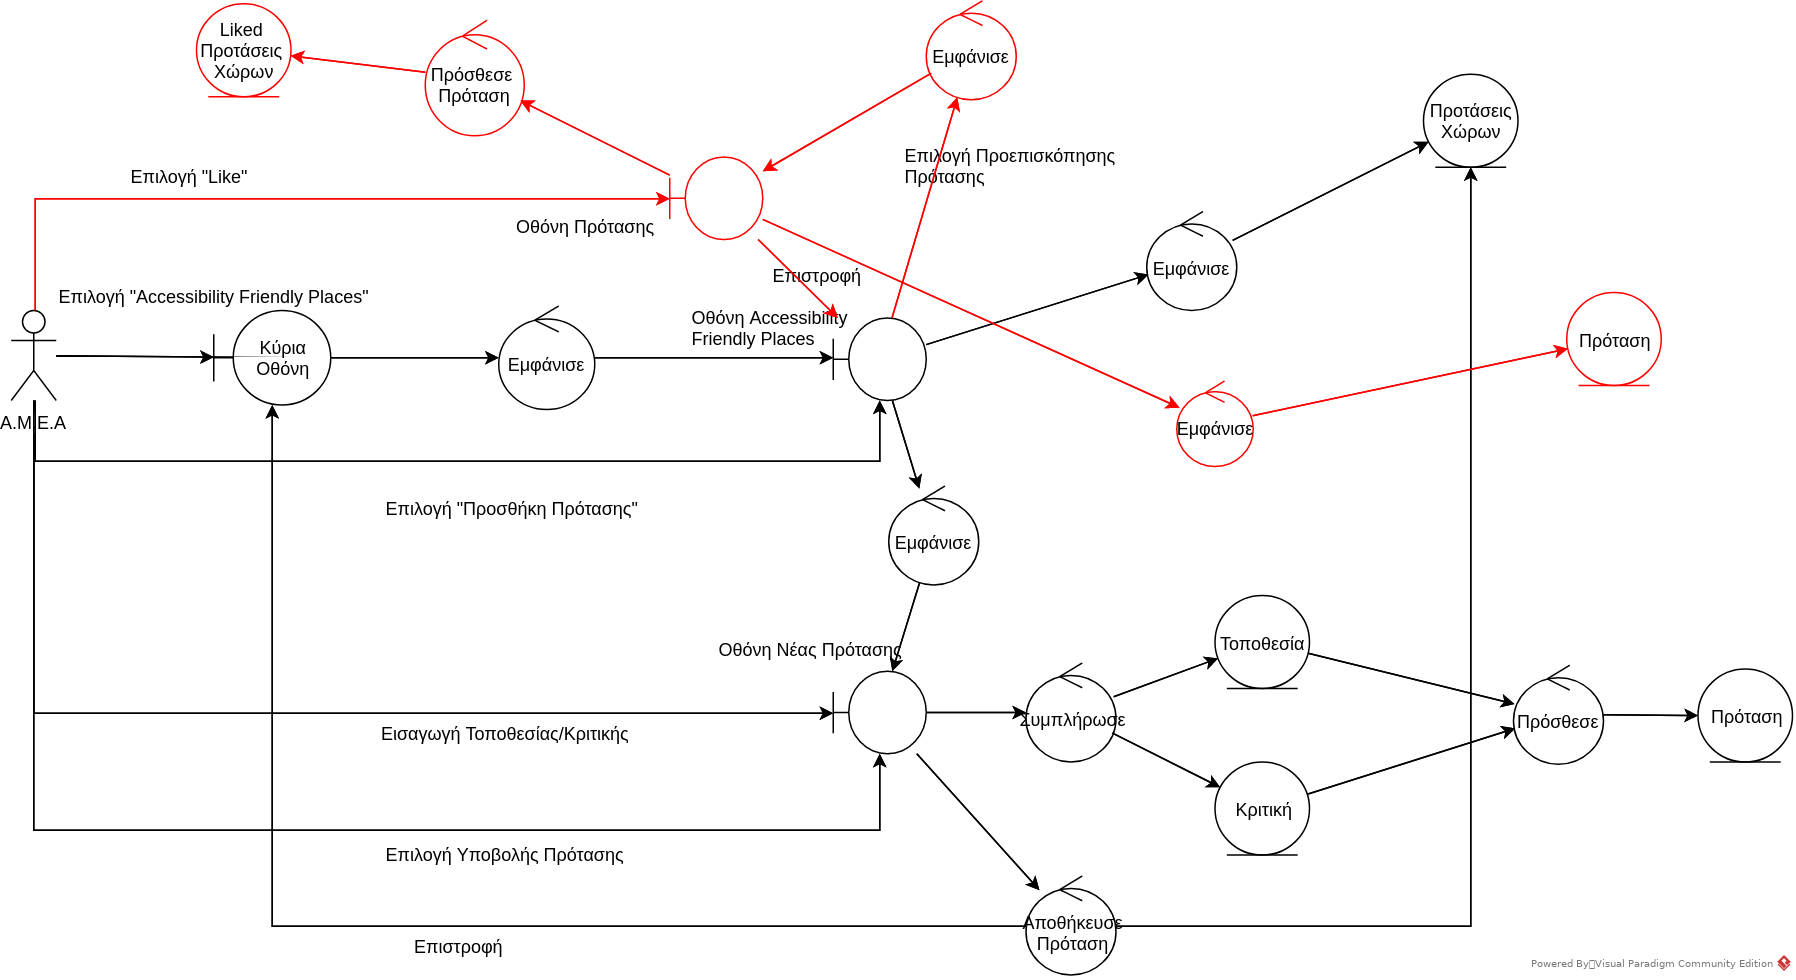 Liked
Προτάσεις
Χώρων
Πρόσθεσε
Πρόταση
Εμφάνισε
Προτάσεις
Χώρων
Επιλογή "Like"
Επιλογή Προεπισκόπησης
Πρότασης
Οθόνη Πρότασης
Επιστροφή
Εμφάνισε
Επιλογή "Accessibility Friendly Places"
Οθόνη Accessibility
Friendly Places
Κύρια
Οθόνη
Εμφάνισε
Πρόταση
Α.Μ.Ε.Α
Εμφάνισε
Επιλογή "Προσθήκη Πρότασης"
Εμφάνισε
Οθόνη Νέας Πρότασης
Τοποθεσία
Συμπλήρωσε
Πρόσθεσε
Πρόταση
Εισαγωγή Τοποθεσίας/Κριτικής
Κριτική
Επιλογή Υποβολής Πρότασης
Αποθήκευσε
Πρόταση
Επιστροφή
Powered By Visual Paradigm Community Edition